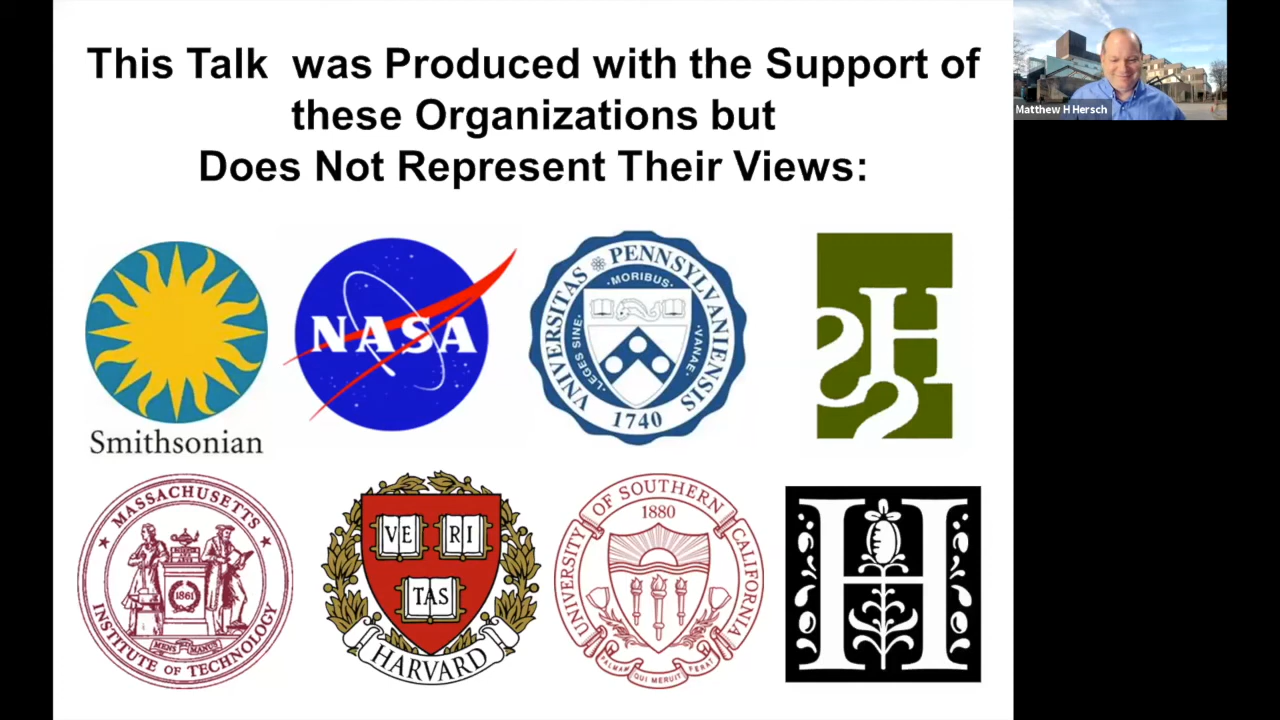 This Talk was Produced with the Support of
these Organizations but
Does Not Represent Their Views:
Matthew H Hersch
Smithsonian
NASA
UNIVERSITAS PENNSYLVANIENSIS
LEGES SINE · MORIBUS · VANAE
1740
HSS
MASSACHUSETTS
INSTITUTE OF TECHNOLOGY
1861
MENS MANUS
VE RI
TAS
HARVARD
UNIVERSITY OF SOUTHERN CALIFORNIA
1880
PALMAM QUI MERUIT FERAT
H